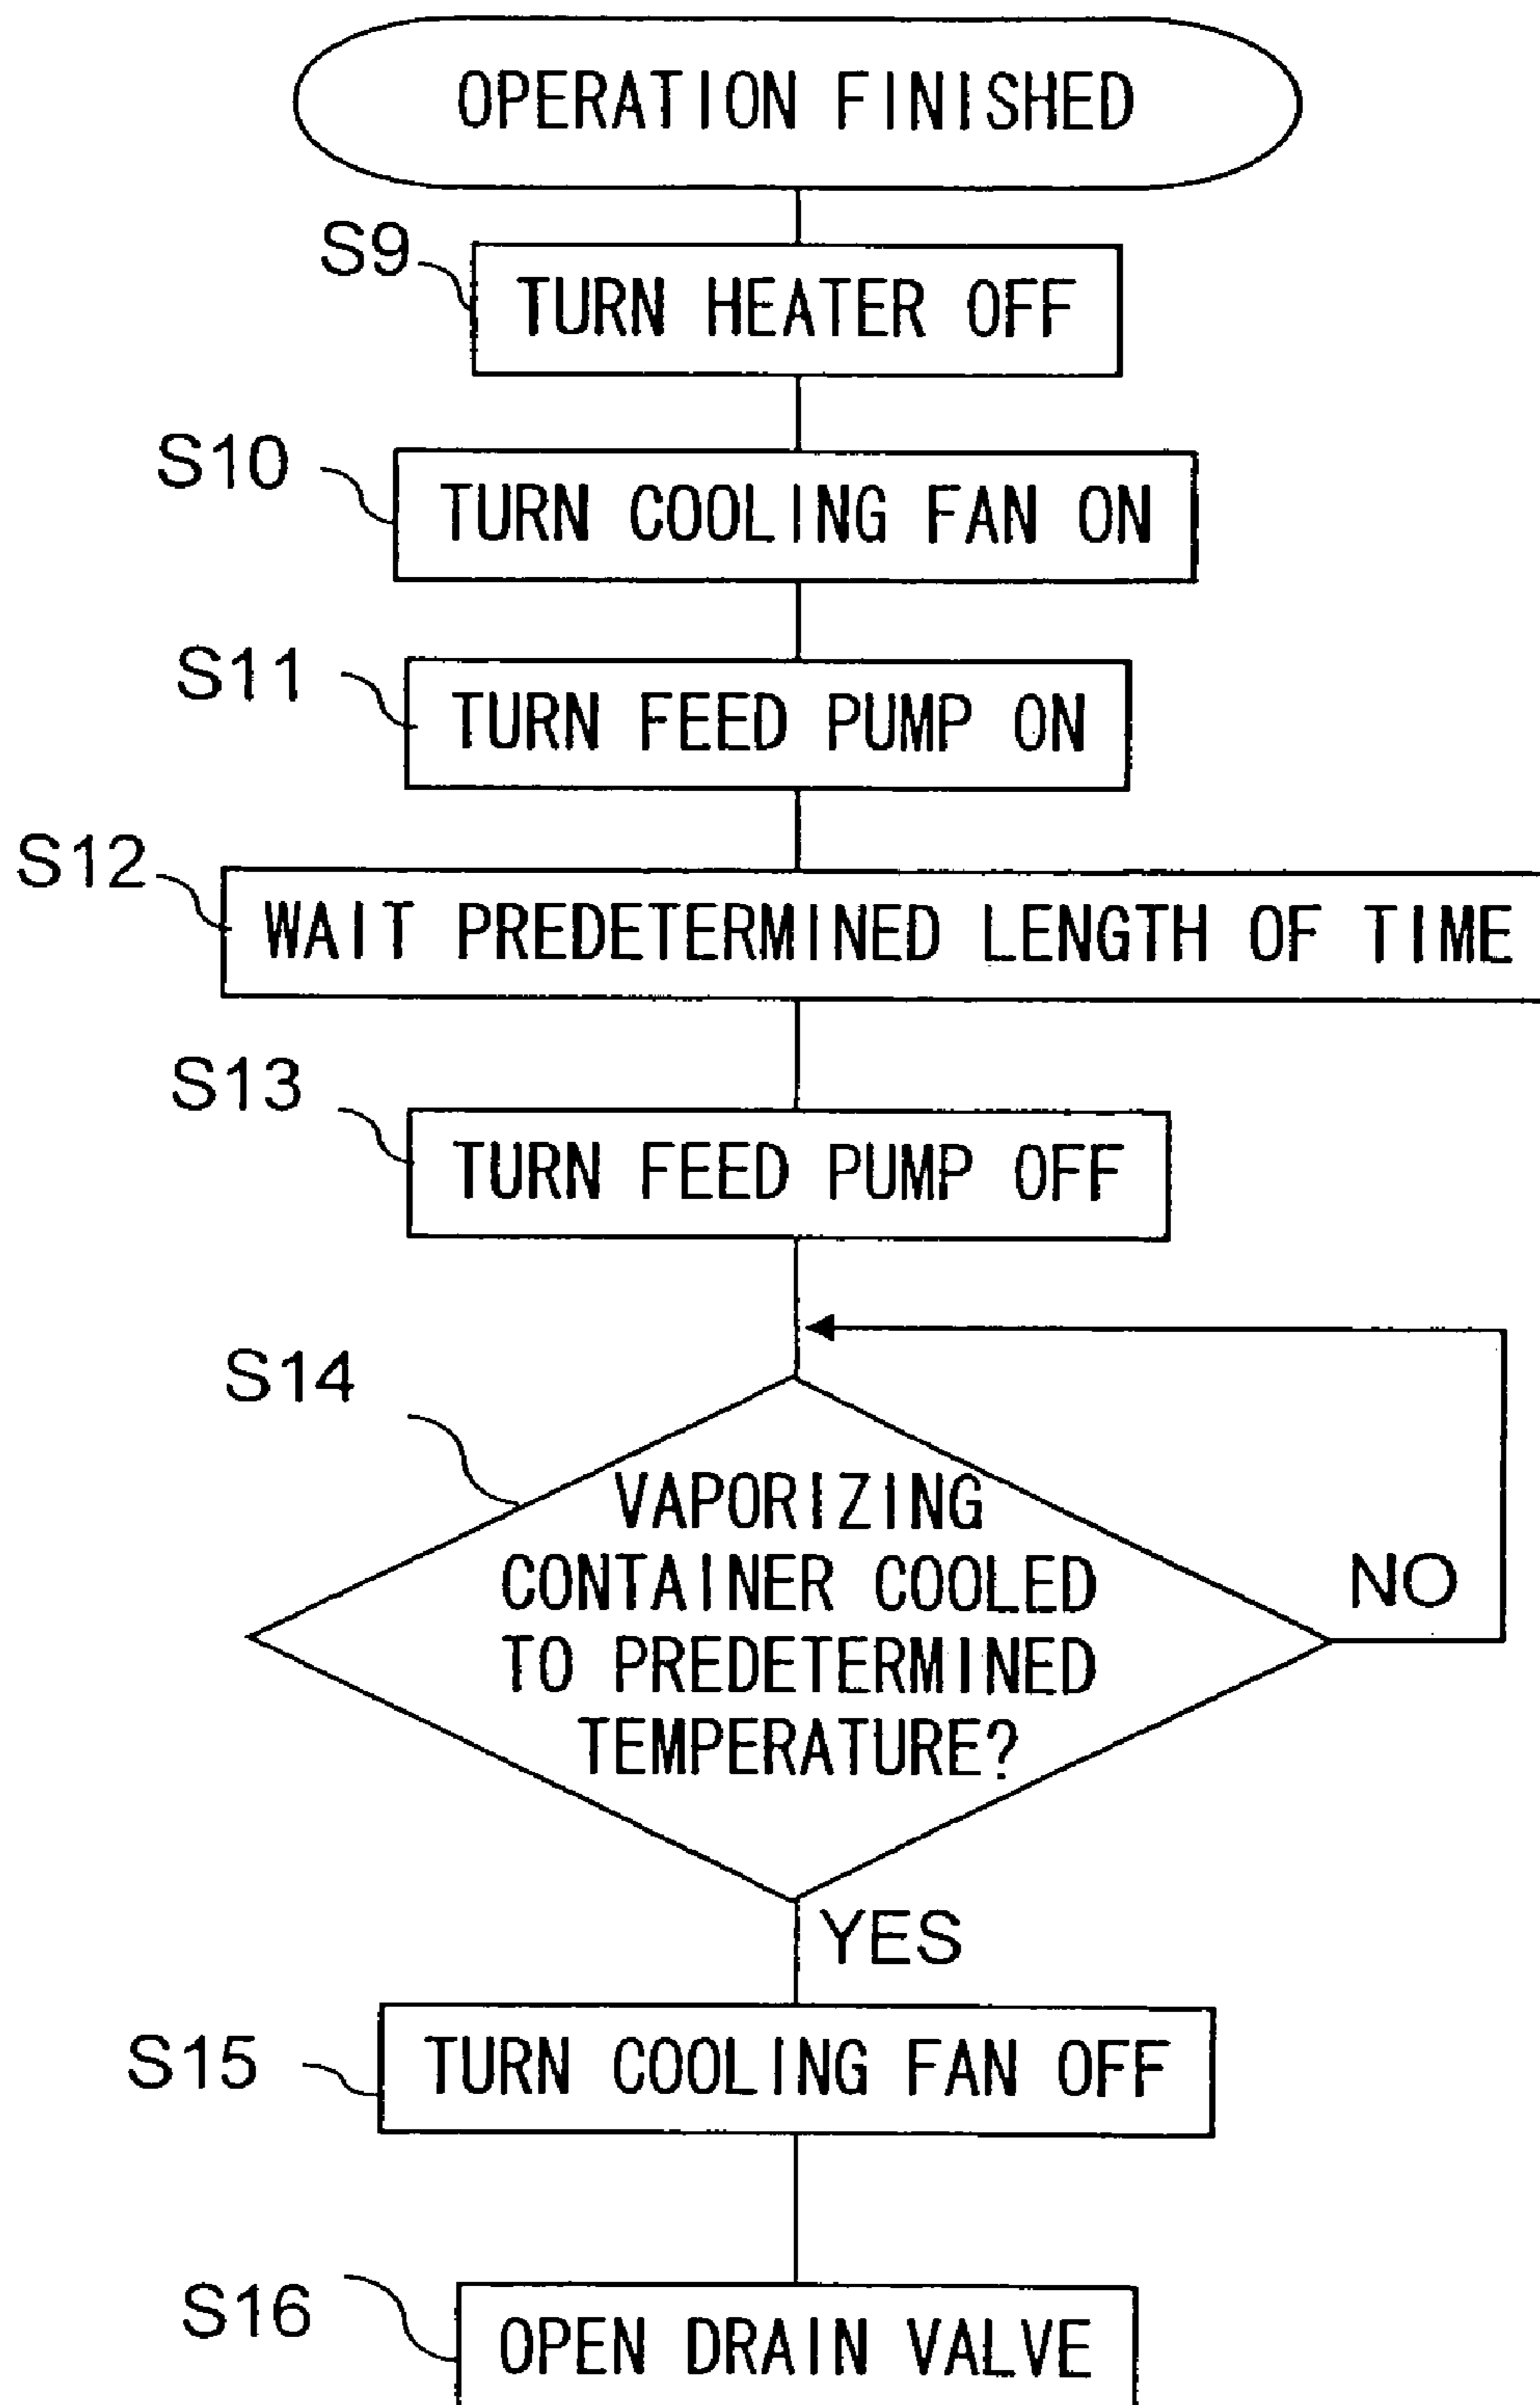 OPERATION FINISHED
S9
TURN HEATER OFF
S10
TURN COOLING FAN ON
S11
TURN FEED PUMP ON
S12
WAIT PREDETERMINED LENGTH OF TIME
S13
TURN FEED PUMP OFF
S14
VAPORIZING
CONTAINER COOLED
TO PREDETERMINED
TEMPERATURE?
NO
YES
S15
TURN COOLING FAN OFF
S16
OPEN DRAIN VALVE